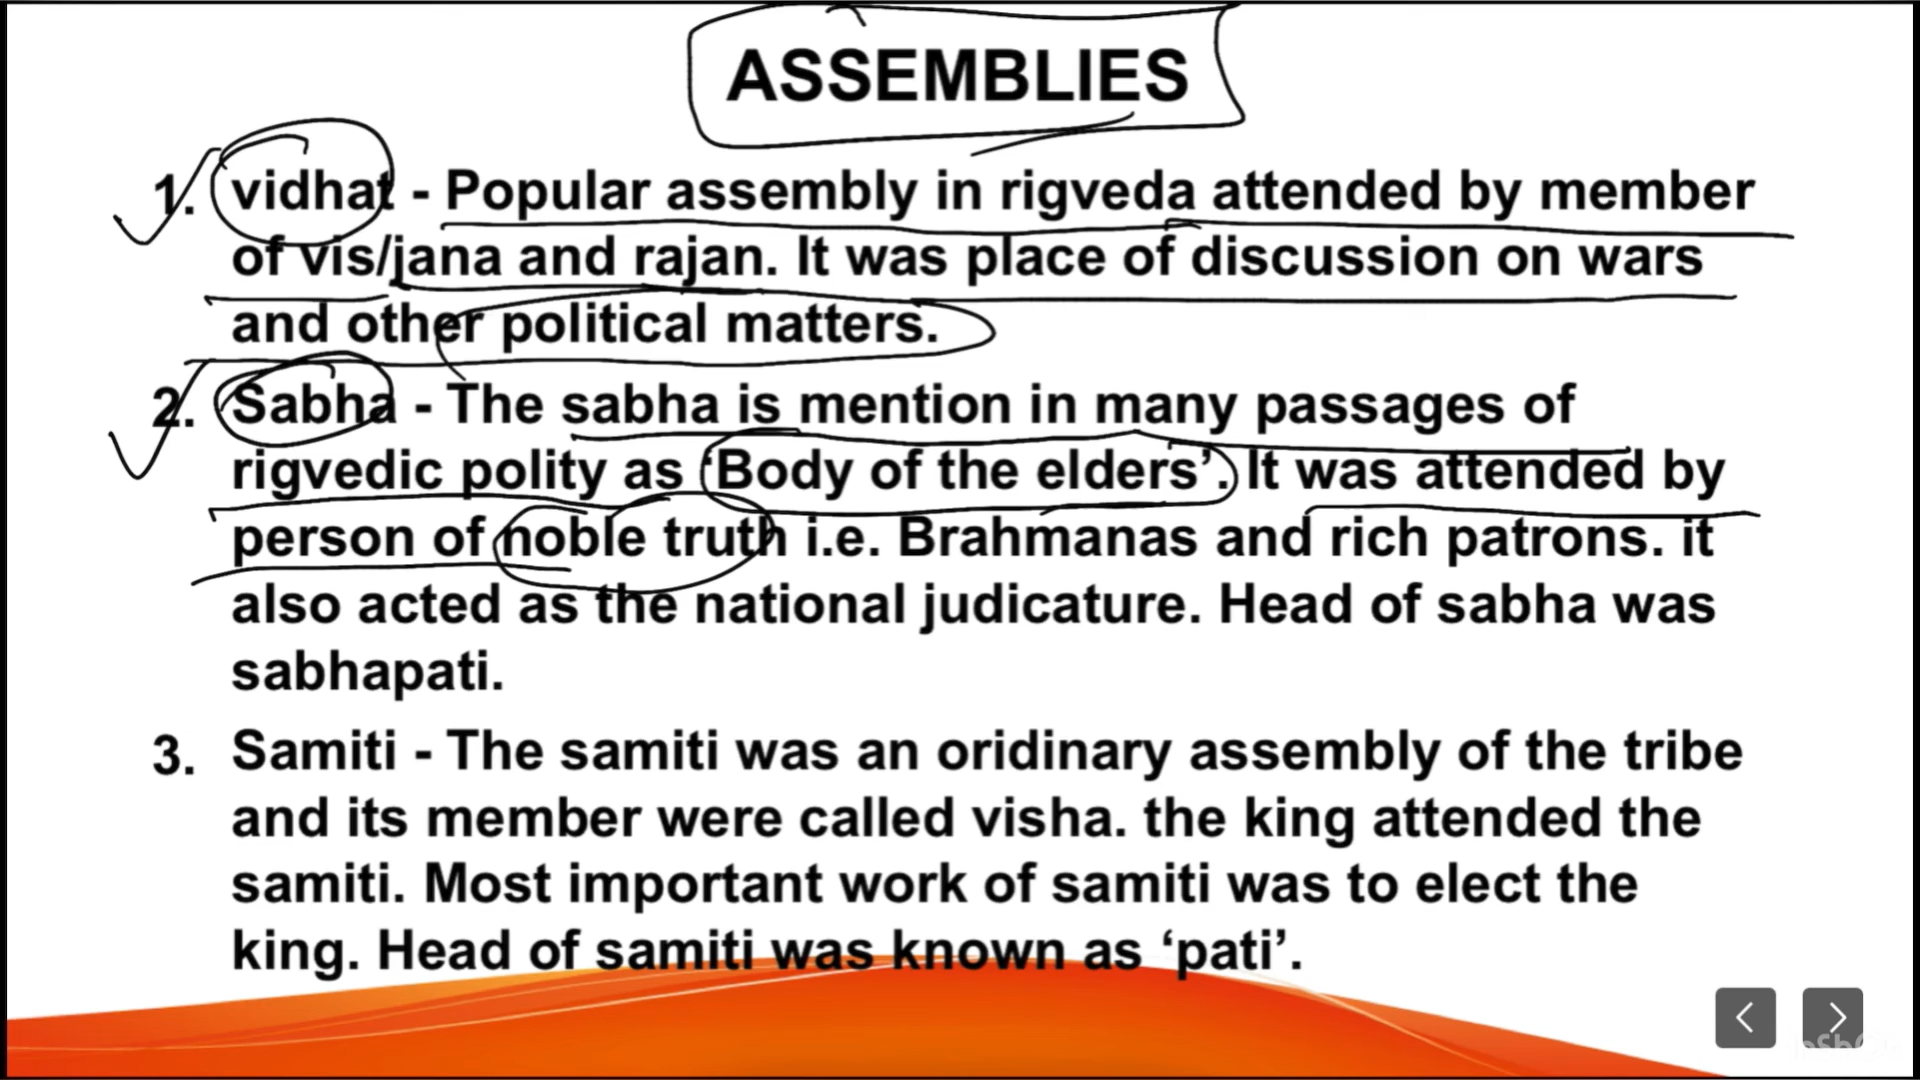 ASSEMBLIES
1. vidhat - Popular assembly in rigveda attended by member
of vis/jana and rajan. It was place of discussion on wars
and other political matters.
2. Sabha - The sabha is mention in many passages of
rigvedic polity as ‘Body of the elders’. It was attended by
person of noble truth i.e. Brahmanas and rich patrons. it
also acted as the national judicature. Head of sabha was
sabhapati.
3. Samiti - The samiti was an oridinary assembly of the tribe
and its member were called visha. the king attended the
samiti. Most important work of samiti was to elect the
king. Head of samiti was known as ‘pati’.